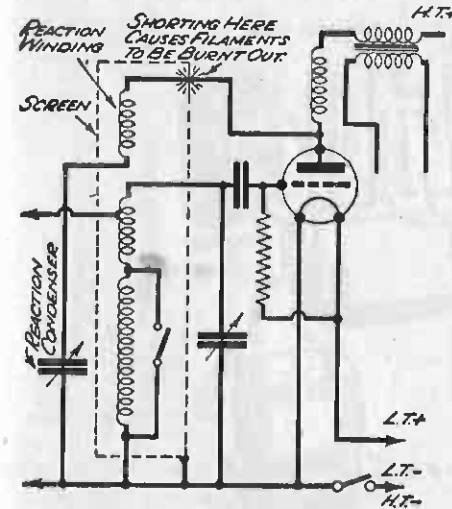 REACTION
WINDING
SHORTING HERE
CAUSES FILAMENTS
TO BE BURNT OUT.
H.T.+
SCREEN
REACTION
CONDENSER
L.T.+
L.T.-
H.T.-